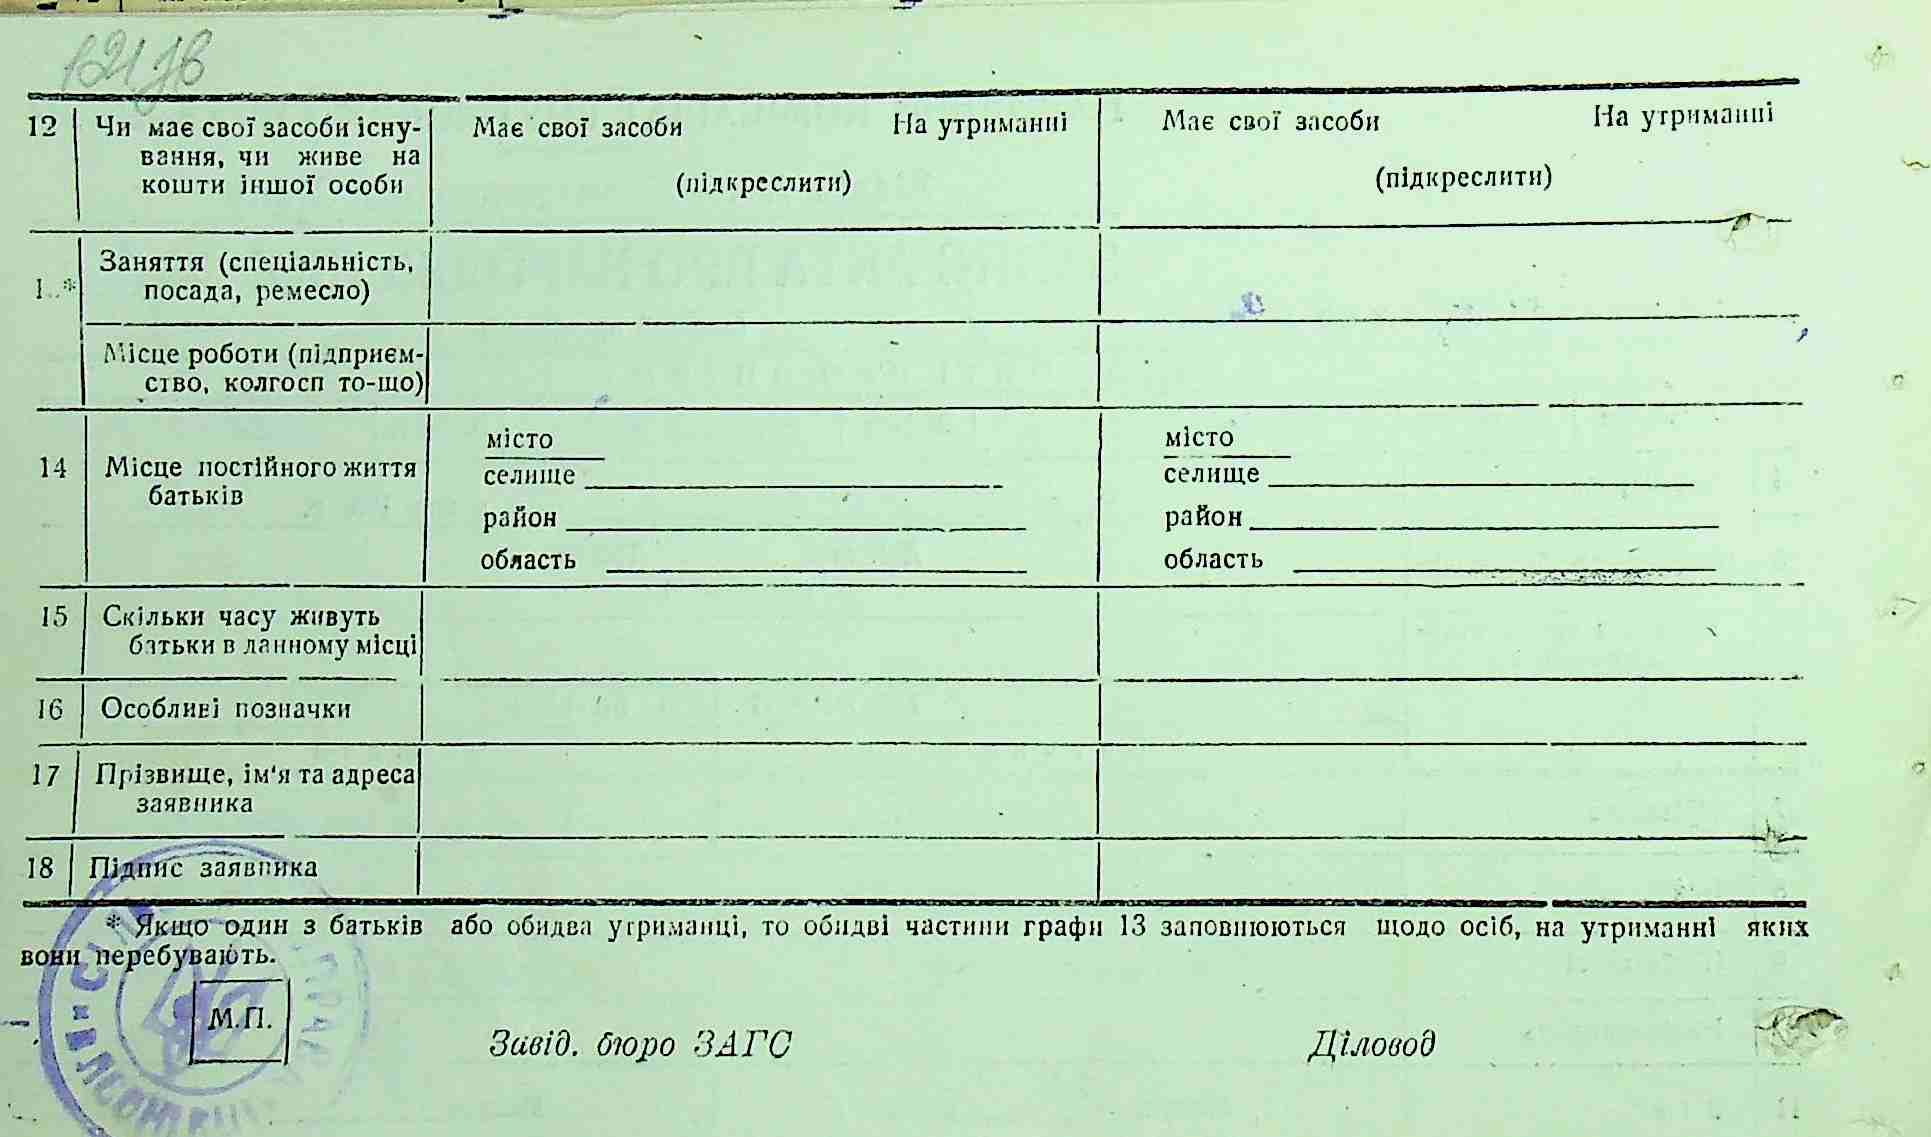 12 Чи має свої засоби існу-
вання, чи живе на
кошти іншої особи
Має свої засоби На утриманні
(підкреслити)
Має свої засоби На утриманні
(підкреслити)
Заняття (спеціальність,
посада, ремесло)
Місце роботи (підприєм-
ство, колгосп то-що)
14 Місце постійного життя
батьків
місто
селище
район
область
місто
селище
район
область
15 Скільки часу живуть
батьки в данному місці
16 Особливі позначки
17 Прізвище, ім'я та адреса
заявника
18 Підпис заявника
* Якщо один з батьків або обидва утриманці, то обидві частини графи 13 заповнюються щодо осіб, на утриманні яких
вони перебувають.
М.П.
Завід. бюро ЗАГС Діловод